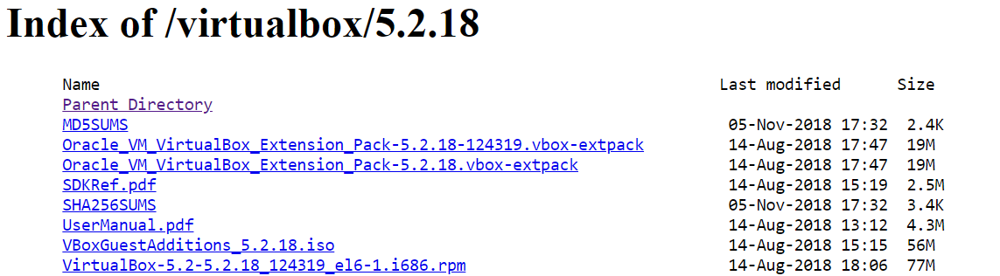 Index of /virtualbox/5.2.18
Name Last modified Size
Parent Directory
MD5SUMS 05-Nov-2018 17:32 2.4K
Oracle_VM_VirtualBox_Extension_Pack-5.2.18-124319.vbox-extpack 14-Aug-2018 17:47 19M
Oracle_VM_VirtualBox_Extension_Pack-5.2.18.vbox-extpack 14-Aug-2018 17:47 19M
SDKRef.pdf 14-Aug-2018 15:19 2.5M
SHA256SUMS 05-Nov-2018 17:32 3.4K
UserManual.pdf 14-Aug-2018 13:12 4.3M
VBoxGuestAdditions_5.2.18.iso 14-Aug-2018 15:15 56M
VirtualBox-5.2-5.2.18_124319_el6-1.i686.rpm 14-Aug-2018 18:06 77M